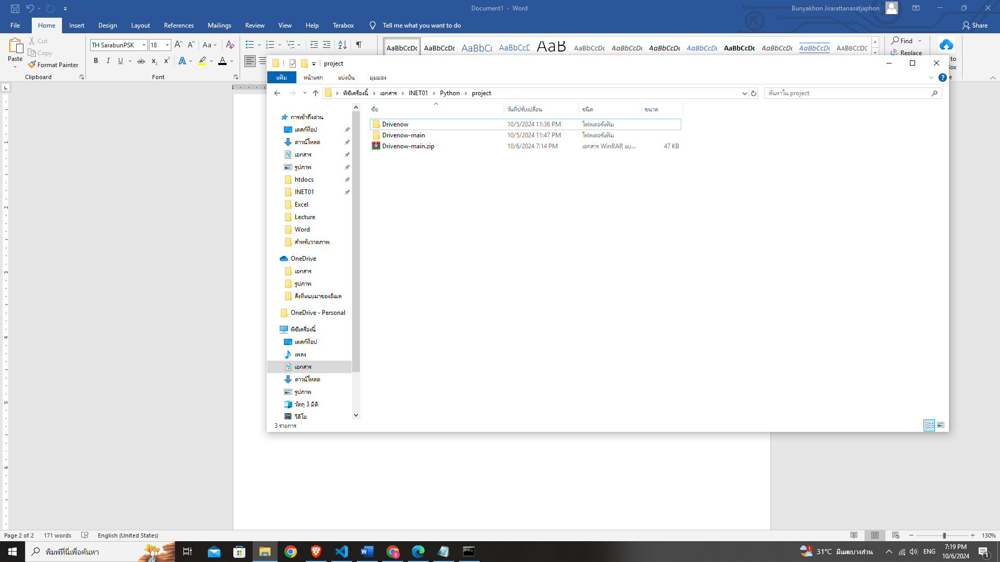 Document1 - Word
Bunyakhon Jirarattanasatjaphon
File Home Insert Design Layout References Mailings Review View Help Terabox Tell me what you want to do Share
Paste
Cut
Copy
Format Painter
Clipboard
TH SarabunPSK 18
Font
AaBbCcDc AaBbCcDc AaBbCc AaBbCcD AaB AaBbCcDc AaBbCcDc AaBbCcDc AaBbCcDc AaBbCcDc AaBbCcDc AaBbCcDc AABBCCDE
Find
Replace
to
project
แฟ้ม หน้าแรก แบ่งปัน มุมมอง
พีซีเครื่องนี้ เอกสาร INET01 Python project
ค้นหาใน project
ชื่อ วันที่ปรับเปลี่ยน ชนิด ขนาด
Drivenow 10/5/2024 11:36 PM โฟลเดอร์แฟ้ม
Drivenow-main 10/5/2024 11:47 PM โฟลเดอร์แฟ้ม
Drivenow-main.zip 10/6/2024 7:14 PM เอกสาร WinRAR แบ... 47 KB
การเข้าถึงด่วน
เดสก์ท็อป
ดาวน์โหลด
เอกสาร
รูปภาพ
htdocs
INET01
Excel
Lecture
Word
สำหรับวาดภาพ
OneDrive
เอกสาร
รูปภาพ
สิ่งที่แนบมาของอีเมล
OneDrive - Personal
พีซีเครื่องนี้
เดสก์ท็อป
เพลง
เอกสาร
ดาวน์โหลด
รูปภาพ
วัตถุ 3 มิติ
วิดีโอ
3 รายการ
Page 2 of 2 171 words English (United States) 130%
พิมพ์ที่นี่เพื่อค้นหา
31°C มีเมฆบางส่วน ENG 7:19 PM
10/6/2024